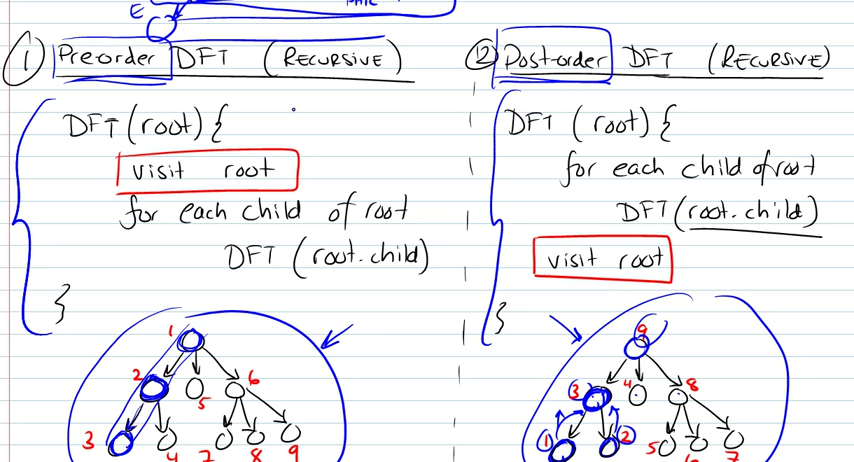 E
① Preorder DFT (RECURSIVE)
DFT (root) {
visit root
for each child of root
DFT (root.child)
}
1
2
6
5
3
4
7
8
9
② Post-order DFT (RECURSIVE)
DFT (root) {
for each child of root
DFT (root.child)
visit root
}
9
3
4
8
1
2
5
7